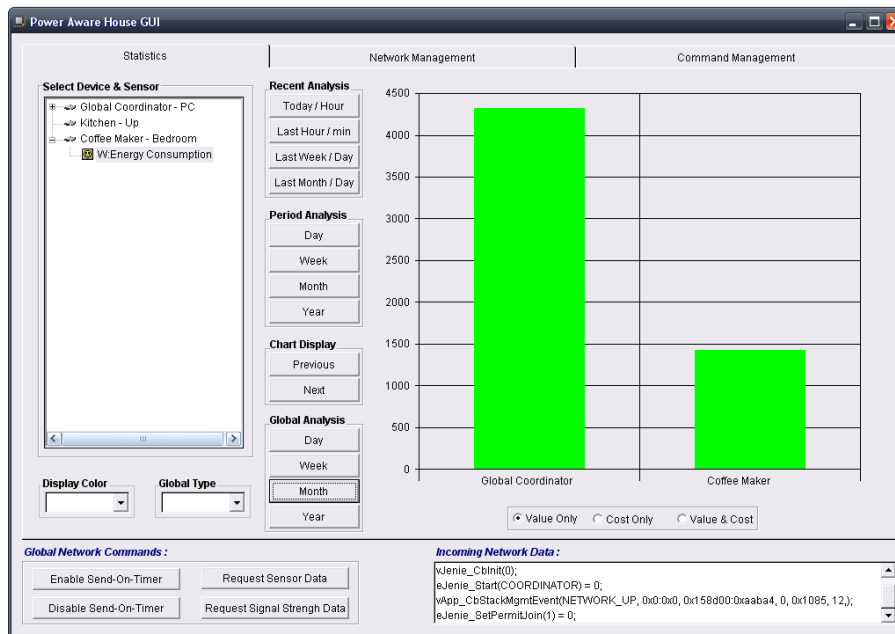 Power Aware House GUI
Statistics
Network Management
Command Management
Select Device & Sensor
Global Coordinator - PC
Kitchen - Up
Coffee Maker - Bedroom
W:Energy Consumption
Recent Analysis
Today / Hour
Last Hour / min
Last Week / Day
Last Month / Day
Period Analysis
Day
Week
Month
Year
Chart Display
Previous
Next
Global Analysis
Day
Week
Month
Year
Display Color
Global Type
4500
4000
3500
3000
2500
2000
1500
1000
500
0
Global Coordinator
Coffee Maker
Value Only
Cost Only
Value & Cost
Global Network Commands :
Enable Send-On-Timer
Request Sensor Data
Disable Send-On-Timer
Request Signal Strengh Data
Incoming Network Data :
vJenie_CbInit(0);
eJenie_Start(COORDINATOR) = 0;
vApp_CbStackMgmtEvent(NETWORK_UP, 0x0:0x0, 0x158d00:0xaaba4, 0, 0x1085, 12,);
eJenie_SetPermitJoin(1) = 0;